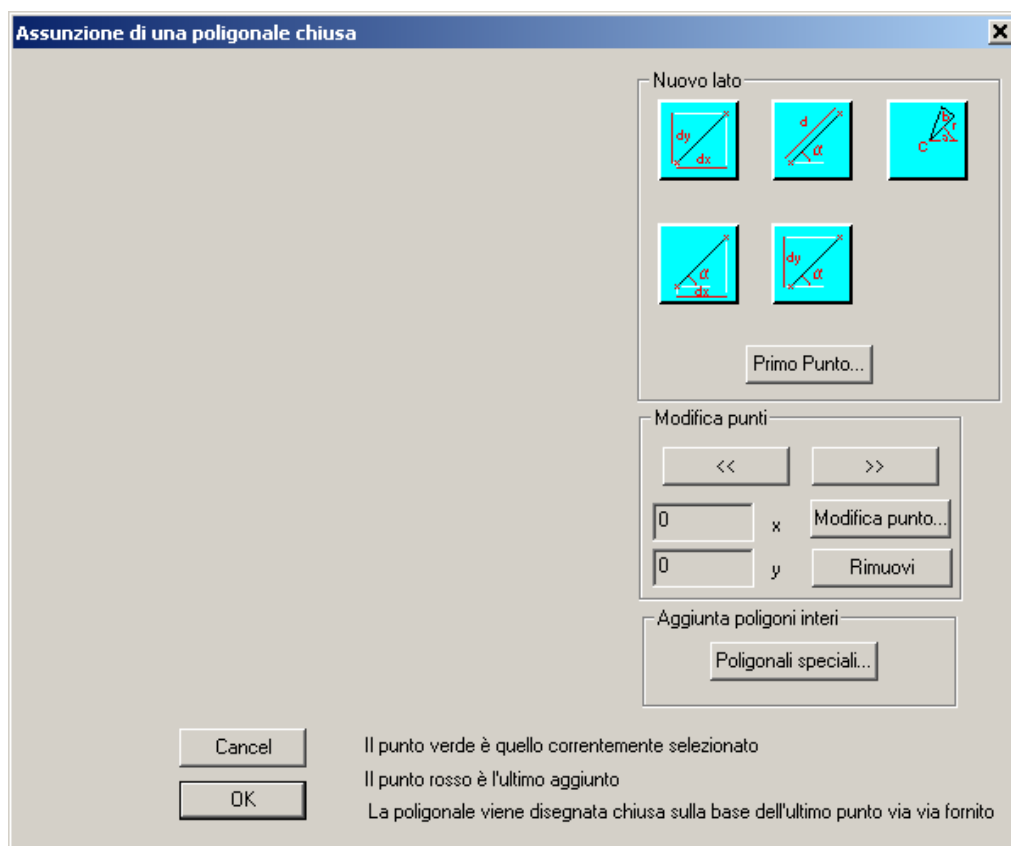 Assunzione di una poligonale chiusa
Nuovo lato
dy
dx
d
α
b
r
C
α
dx
dy
α
Primo Punto...
Modifica punti
<<
>>
0
x
Modifica punto...
0
y
Rimuovi
Aggiunta poligoni interi
Poligonali speciali...
Cancel
Il punto verde è quello correntemente selezionato
Il punto rosso è l'ultimo aggiunto
OK
La poligonale viene disegnata chiusa sulla base dell'ultimo punto via via fornito